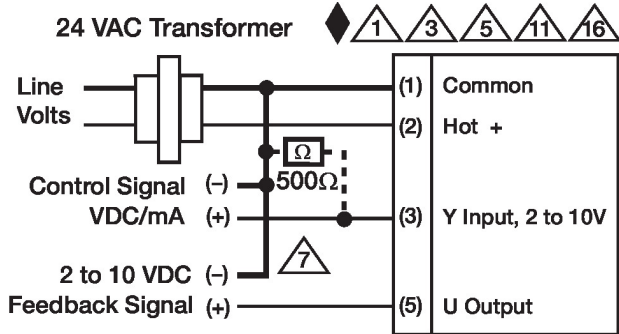 24 VAC Transformer
1 3 5 11 16
Line
Volts
(1) Common
(2) Hot +
Ω
500Ω
Control Signal (–)
VDC/mA (+)
(3) Y Input, 2 to 10V
7
2 to 10 VDC (–)
Feedback Signal (+)
(5) U Output